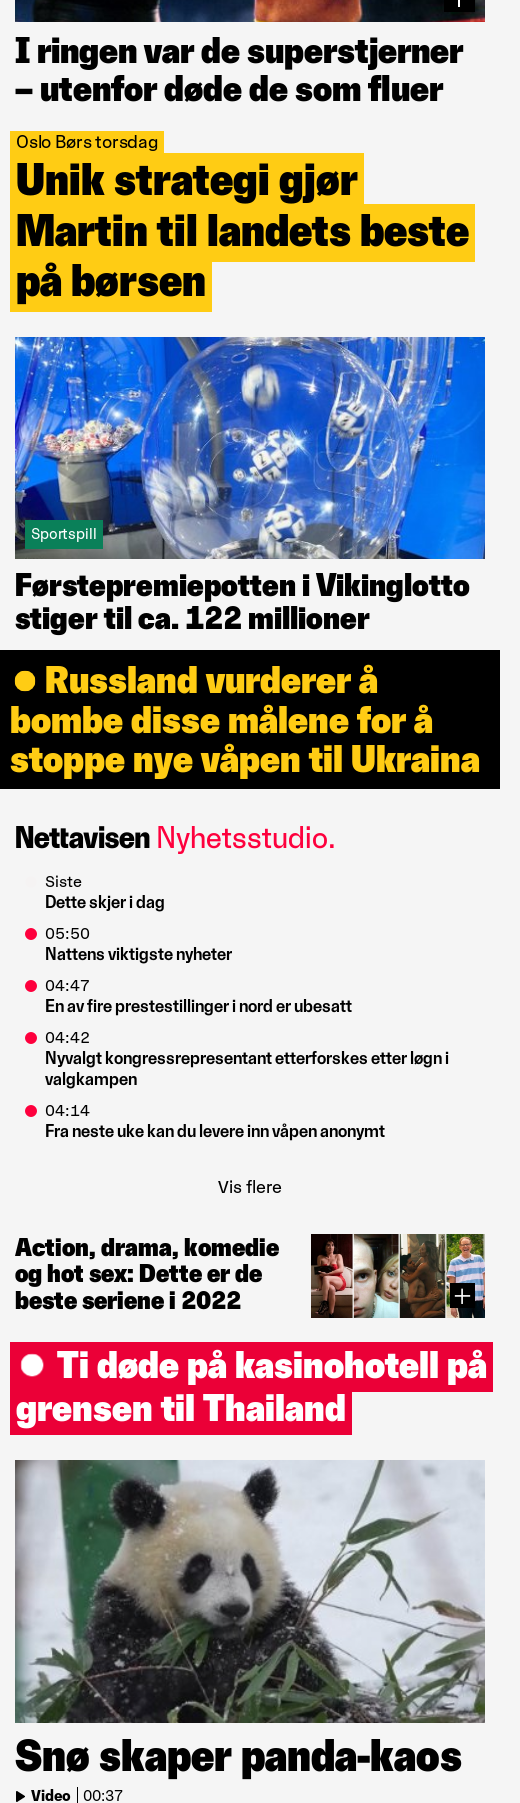 I ringen var de superstjerner
– utenfor døde de som fluer
Oslo Børs torsdag
Unik strategi gjør
Martin til landets beste
på børsen
Sportspill
Førstepremiepotten i Vikinglotto
stiger til ca. 122 millioner
Russland vurderer å
bombe disse målene for å
stoppe nye våpen til Ukraina
Nettavisen Nyhetsstudio.
Siste
Dette skjer i dag
05:50
Nattens viktigste nyheter
04:47
En av fire prestestillinger i nord er ubesatt
04:42
Nyvalgt kongressrepresentant etterforskes etter løgn i
valgkampen
04:14
Fra neste uke kan du levere inn våpen anonymt
Vis flere
Action, drama, komedie
og hot sex: Dette er de
beste seriene i 2022
Ti døde på kasinohotell på
grensen til Thailand
Snø skaper panda-kaos
Video | 00:37